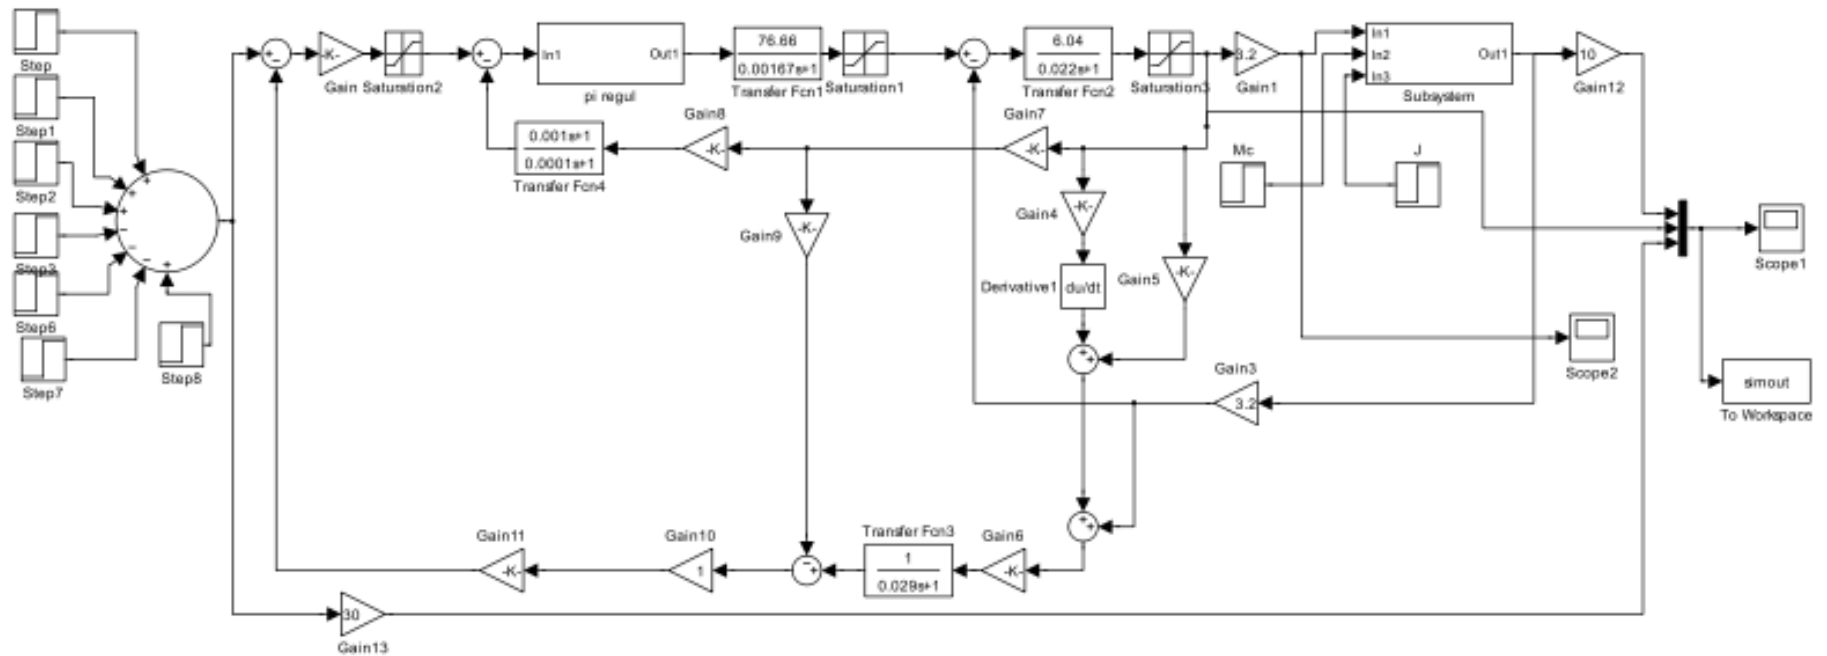 Step
Step1
Step2
Step3
Step6
Step7
Step8
+
+
+
−
−
−
+
+
−
-K-
Gain
Saturation2
+
−
In1
Out1
pi regul
76.66
0.00167s+1
Transfer Fcn1
Saturation1
+
−
6.04
0.022s+1
Transfer Fcn2
Saturation3
3.2
Gain1
In1
In2
In3
Out1
Subsystem
10
Gain12
Gain8
-K-
Gain7
-K-
0.001s+1
0.0001s+1
Transfer Fcn4
Mc
J
Gain4
-K-
Gain9
-K-
Derivative1
du/dt
Gain5
-K-
Scope1
+
+
Scope2
Gain3
3.2
simout
To Workspace
+
+
Gain11
-K-
Gain10
1
−
+
Transfer Fcn3
1
0.029s+1
Gain6
-K-
30
Gain13